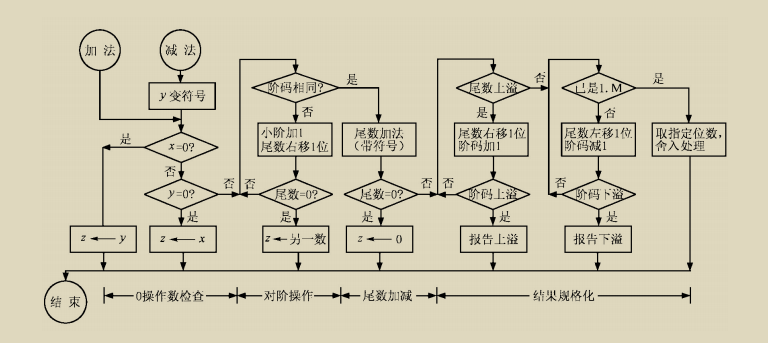 加 法
减 法
y变符号
x=0?
是
否
y=0?
否
是
z ← y
z ← x
阶码相同?
是
否
小阶加1
尾数右移1位
尾数加法
(带符号)
否
尾数=0?
是
z ← 另一数
尾数=0?
否
是
z ← 0
尾数上溢
否
是
尾数右移1位
阶码加1
否
阶码上溢
是
报告上溢
已是1.M
是
否
尾数左移1位
阶码减1
否
阶码下溢
是
报告下溢
取指定位数,
舍入处理
结 束
0操作数检查
对阶操作
尾数加减
结果规格化